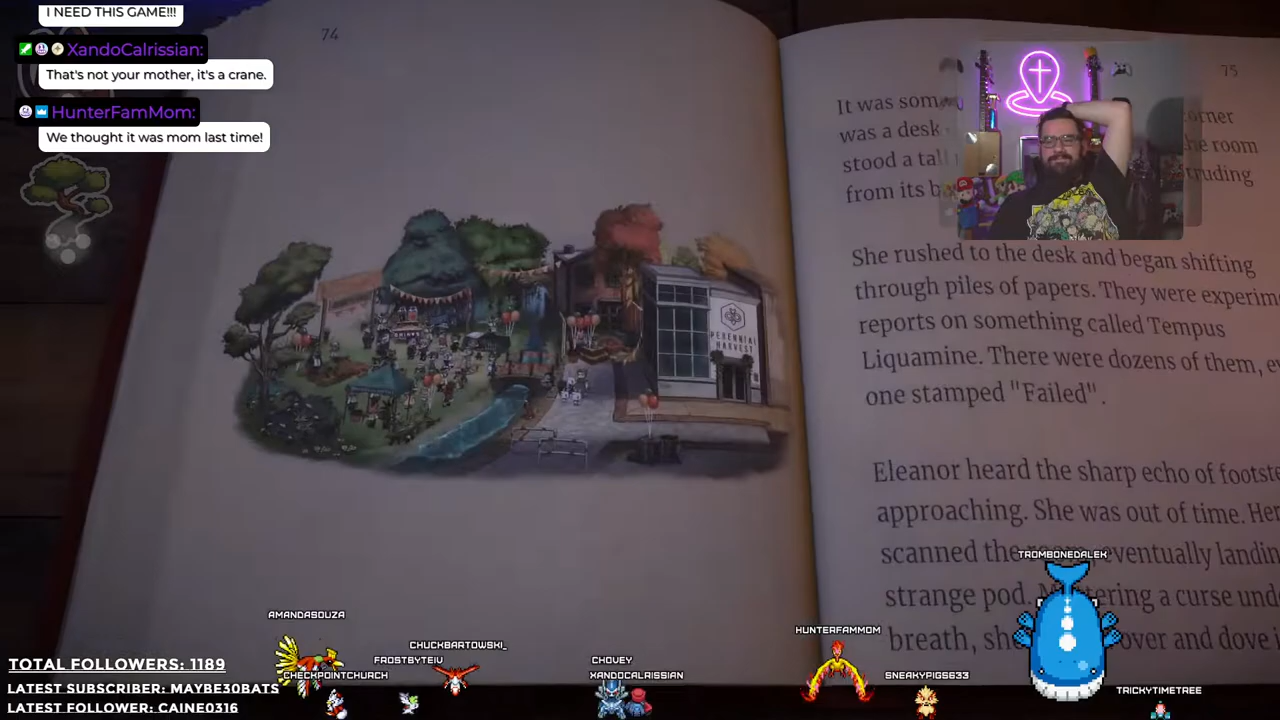 I NEED THIS GAME!!!
XandoCalrissian:
That's not your mother, it's a crane.
HunterFamMom:
We thought it was mom last time!
74
PERENNIAL
HARVEST
75
It was som
corner
was a desk
he room
stood a tall
truding
from its b
She rushed to the desk and began shifting
through piles of papers. They were experim
reports on something called Tempus
Liquamine. There were dozens of them, e
one stamped "Failed".
Eleanor heard the sharp echo of footste
approaching. She was out of time. Her
scanned the eventually landin
strange pod. tering a curse und
breath, sh over and dove i
TROMBONEDALEK
AMANDASOUZA
CHUCKBARTOWSKI_
FROSTBYTEIV
CHECKPOINTCHURCH
CHOVEY
XANDOCALRISSIAN
HUNTERFAMMOM
SNEAKYPIGS633
TRICKYTIMETREE
TOTAL FOLLOWERS: 1189
LATEST SUBSCRIBER: MAYBE30BATS
LATEST FOLLOWER: CAINE0316